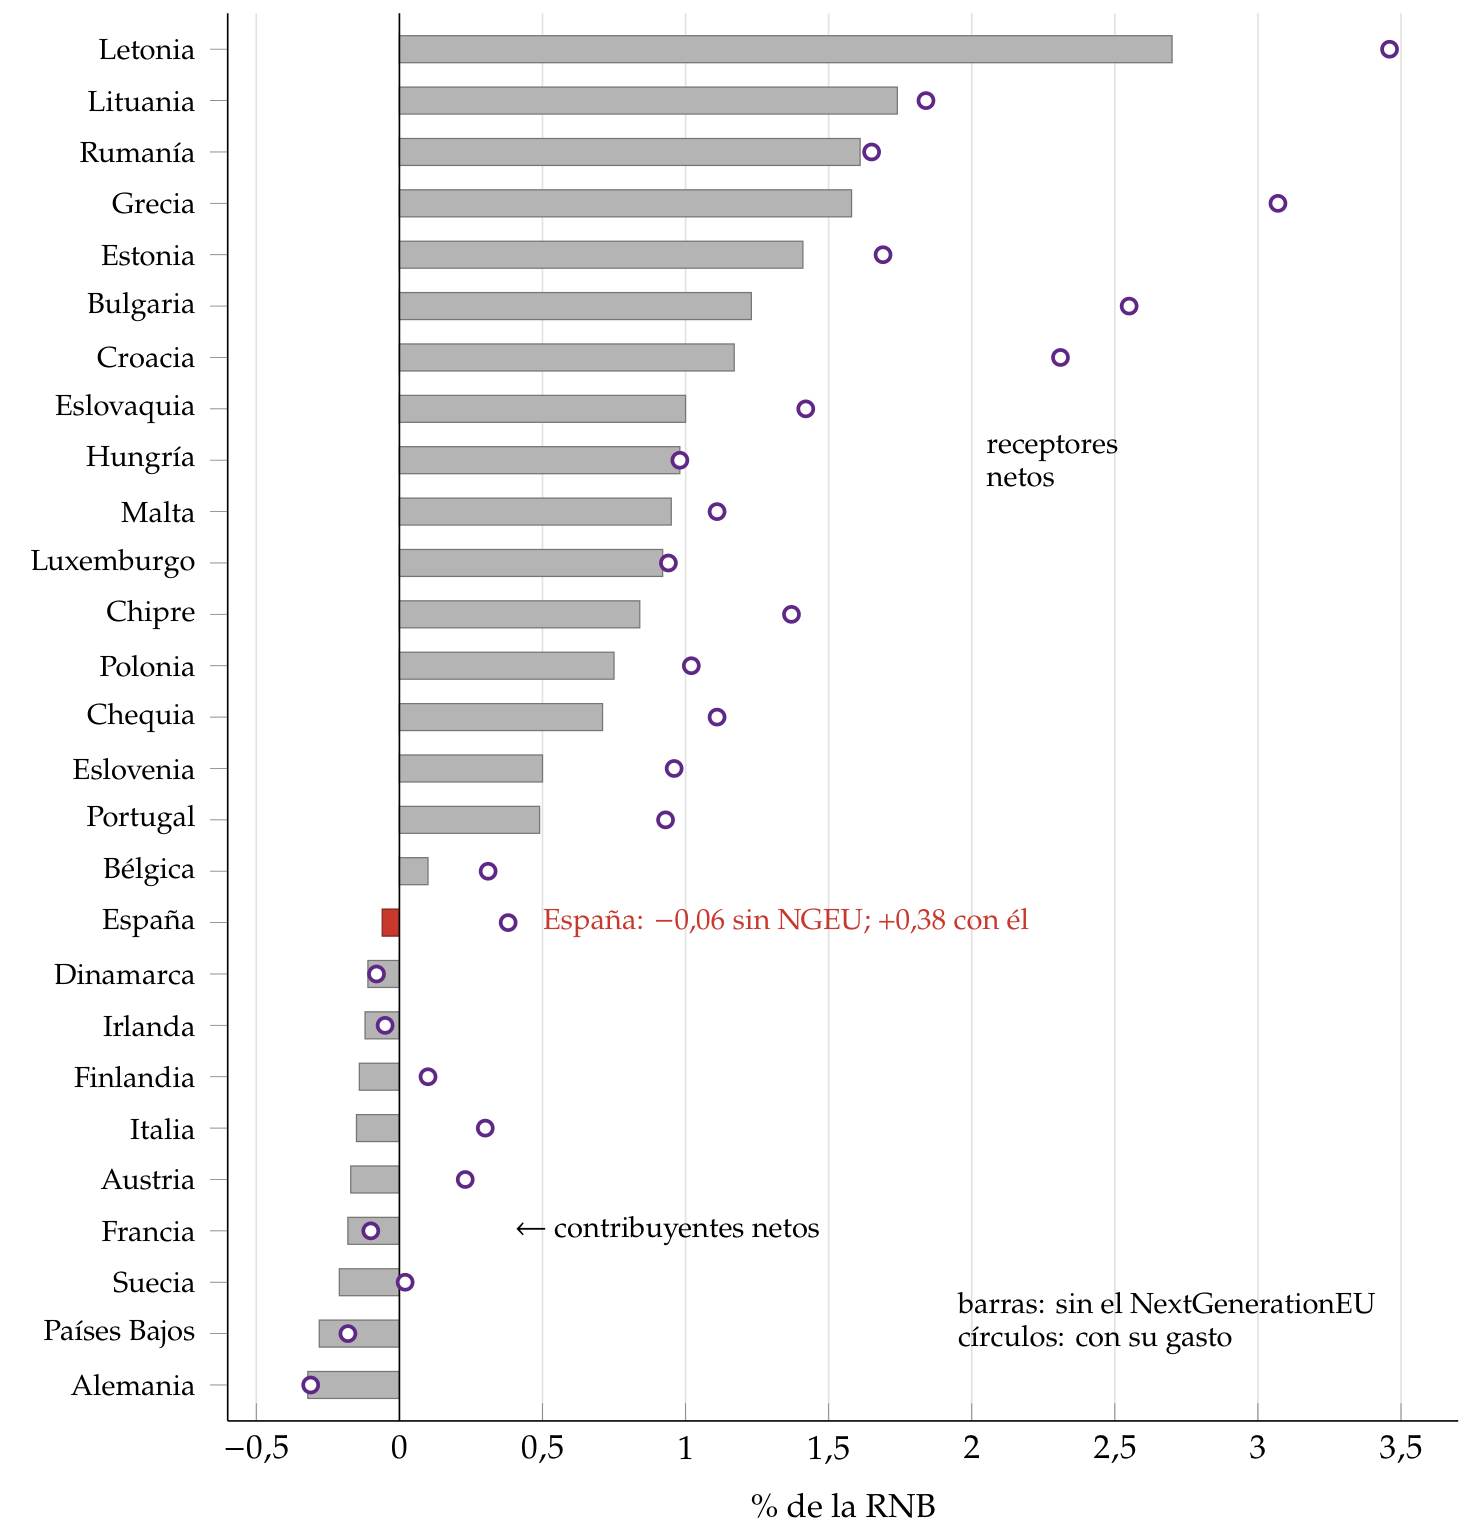 Letonia
Lituania
Rumanía
Grecia
Estonia
Bulgaria
Croacia
Eslovaquia
receptores
Hungría
netos
Malta
Luxemburgo
Chipre
Polonia
Chequia
Eslovenia
Portugal
Bélgica
España
España: −0,06 sin NGEU; +0,38 con él
Dinamarca
Irlanda
Finlandia
Italia
Austria
Francia
← contribuyentes netos
Suecia
barras: sin el NextGenerationEU
Países Bajos
círculos: con su gasto
Alemania
−0,5 0 0,5 1 1,5 2 2,5 3 3,5
% de la RNB